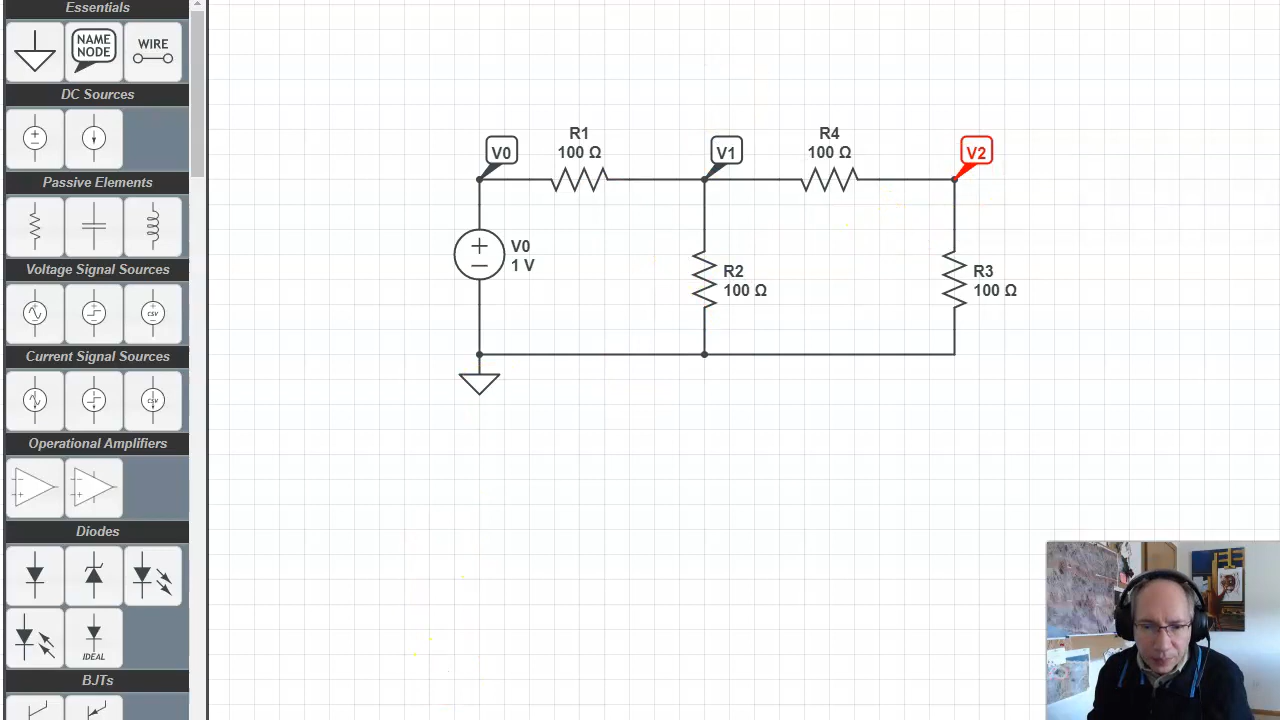 Essentials
NAME
NODE
WIRE
DC Sources
Passive Elements
Voltage Signal Sources
CSV
Current Signal Sources
CSV
Operational Amplifiers
Diodes
IDEAL
BJTs
V0
R1
100 Ω
V1
R4
100 Ω
V2
V0
1 V
R2
100 Ω
R3
100 Ω